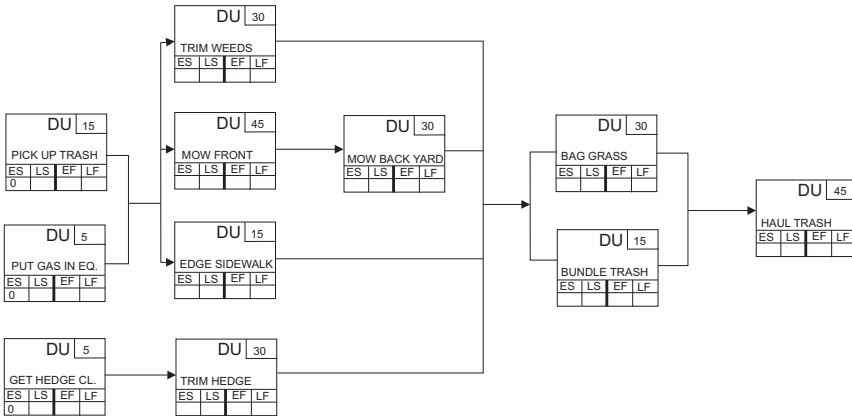 DU 30
TRIM WEEDS
ES LS EF LF
DU 15
PICK UP TRASH
ES LS EF LF
0
DU 45
MOW FRONT
ES LS EF LF
DU 30
MOW BACK YARD
ES LS EF LF
DU 30
BAG GRASS
ES LS EF LF
DU 45
HAUL TRASH
ES LS EF LF
DU 5
PUT GAS IN EQ.
ES LS EF LF
0
DU 15
EDGE SIDEWALK
ES LS EF LF
DU 15
BUNDLE TRASH
ES LS EF LF
DU 5
GET HEDGE CL.
ES LS EF LF
0
DU 30
TRIM HEDGE
ES LS EF LF